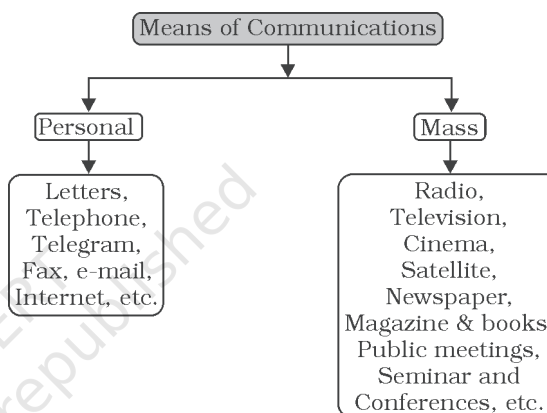 Means of Communications
Personal
Mass
Letters,
Telephone,
Telegram,
Fax, e-mail,
Internet, etc.
Radio,
Television,
Cinema,
Satellite,
Newspaper,
Magazine & books
Public meetings,
Seminar and
Conferences, etc.
republished